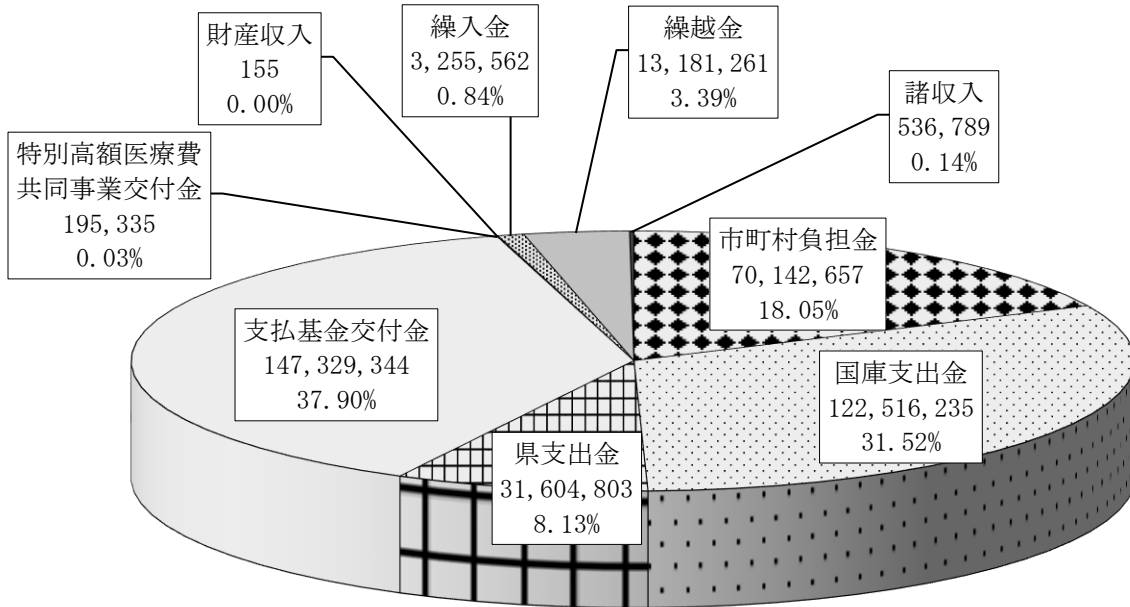 財産収入
155
0.00%
繰入金
3,255,562
0.84%
繰越金
13,181,261
3.39%
諸収入
536,789
0.14%
特別高額医療費
共同事業交付金
195,335
0.03%
市町村負担金
70,142,657
18.05%
支払基金交付金
147,329,344
37.90%
国庫支出金
122,516,235
31.52%
県支出金
31,604,803
8.13%